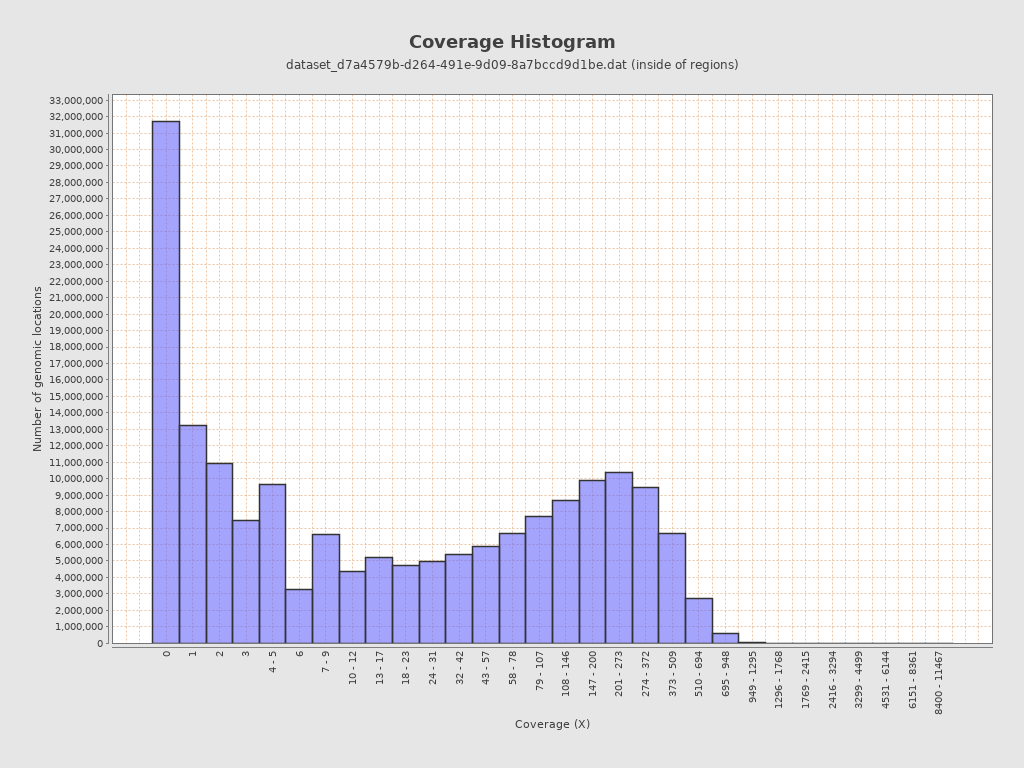 Coverage Histogram
dataset_d7a4579b-d264-491e-9d09-8a7bccd9d1be.dat (inside of regions)
Number of genomic locations
33,000,000
32,000,000
31,000,000
30,000,000
29,000,000
28,000,000
27,000,000
26,000,000
25,000,000
24,000,000
23,000,000
22,000,000
21,000,000
20,000,000
19,000,000
18,000,000
17,000,000
16,000,000
15,000,000
14,000,000
13,000,000
12,000,000
11,000,000
10,000,000
9,000,000
8,000,000
7,000,000
6,000,000
5,000,000
4,000,000
3,000,000
2,000,000
1,000,000
0
0
1
2
3
4 - 5
6
7 - 9
10 - 12
13 - 17
18 - 23
24 - 31
32 - 42
43 - 57
58 - 78
79 - 107
108 - 146
147 - 200
201 - 273
274 - 372
373 - 509
510 - 694
695 - 948
949 - 1295
1296 - 1768
1769 - 2415
2416 - 3294
3299 - 4499
4531 - 6144
6151 - 8361
8400 - 11467
Coverage (X)